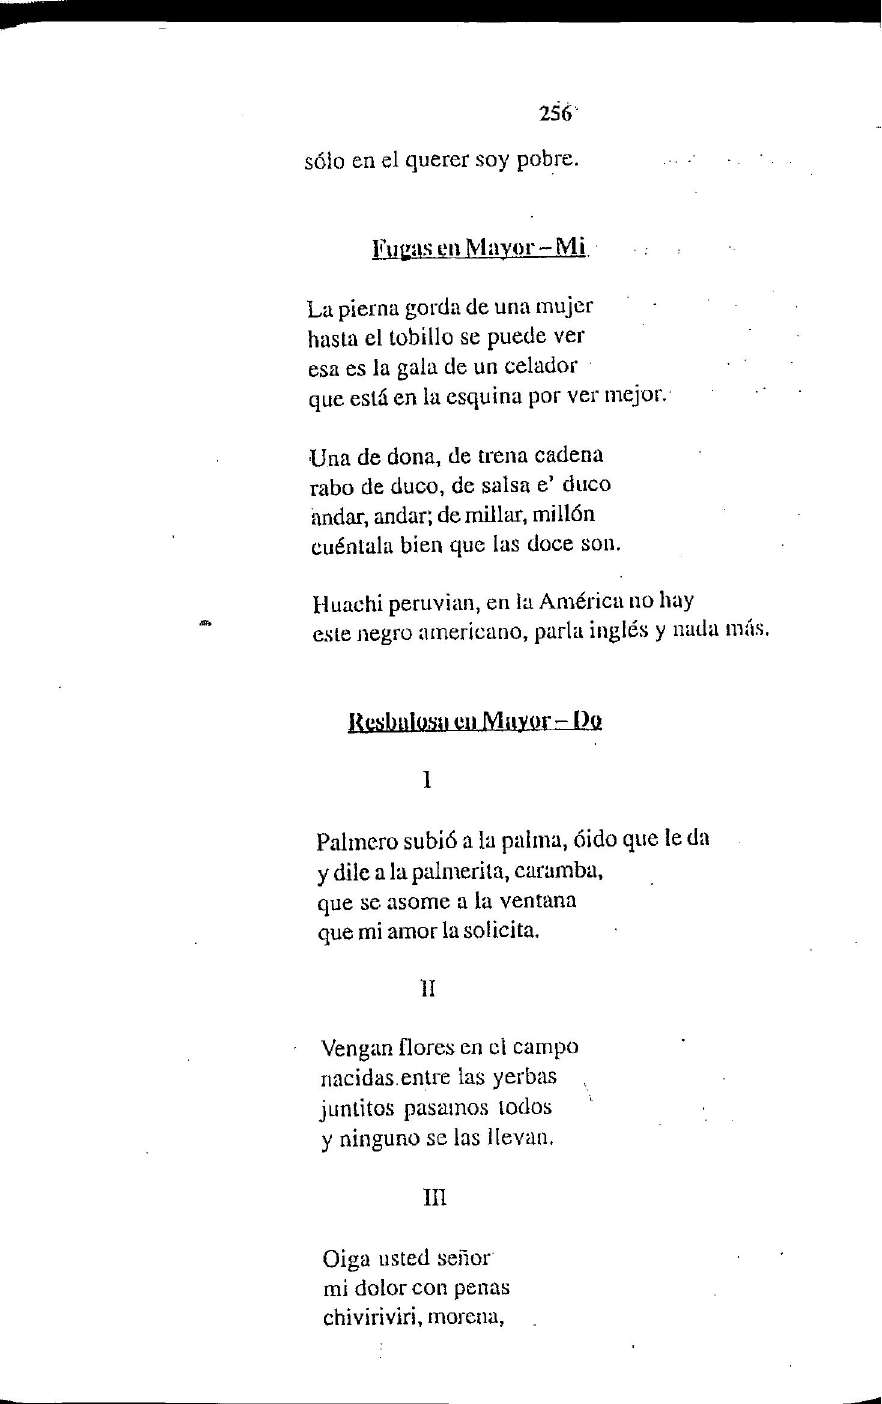 256
sólo en el querer soy pobre.
Fugas en Mayor – Mi
La pierna gorda de una mujer
hasta el tobillo se puede ver
esa es la gala de un celador
que está en la esquina por ver mejor.
Una de dona, de trena cadena
rabo de duco, de salsa e' duco
andar, andar; de millar, millón
cuéntala bien que las doce son.
Huachi peruvian, en la América no hay
este negro americano, parla inglés y nada más.
Resbalosa en Mayor – Do
I
Palmero subió a la palma, óido que le da
y dile a la palmerita, caramba,
que se asome a la ventana
que mi amor la solicita.
II
Vengan flores en el campo
nacidas entre las yerbas
juntitos pasamos todos
y ninguno se las llevan.
III
Oiga usted señor
mi dolor con penas
chiviriviri, morena,